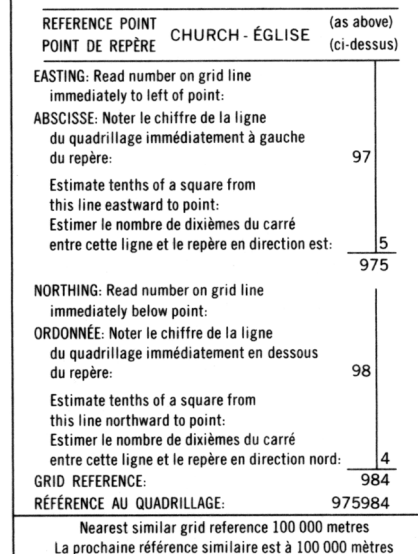 REFERENCE POINT CHURCH - ÉGLISE (as above)
POINT DE REPÈRE (ci-dessus)
EASTING: Read number on grid line
immediately to left of point:
ABSCISSE: Noter le chiffre de la ligne
du quadrillage immédiatement à gauche
du repère: 97
Estimate tenths of a square from
this line eastward to point:
Estimer le nombre de dixièmes du carré
entre cette ligne et le repère en direction est: 5
975
NORTHING: Read number on grid line
immediately below point:
ORDONNÉE: Noter le chiffre de la ligne
du quadrillage immédiatement en dessous
du repère: 98
Estimate tenths of a square from
this line northward to point:
Estimer le nombre de dixièmes du carré
entre cette ligne et le repère en direction nord: 4
GRID REFERENCE: 984
RÉFÉRENCE AU QUADRILLAGE: 975984
Nearest similar grid reference 100 000 metres
La prochaine référence similaire est à 100 000 mètres